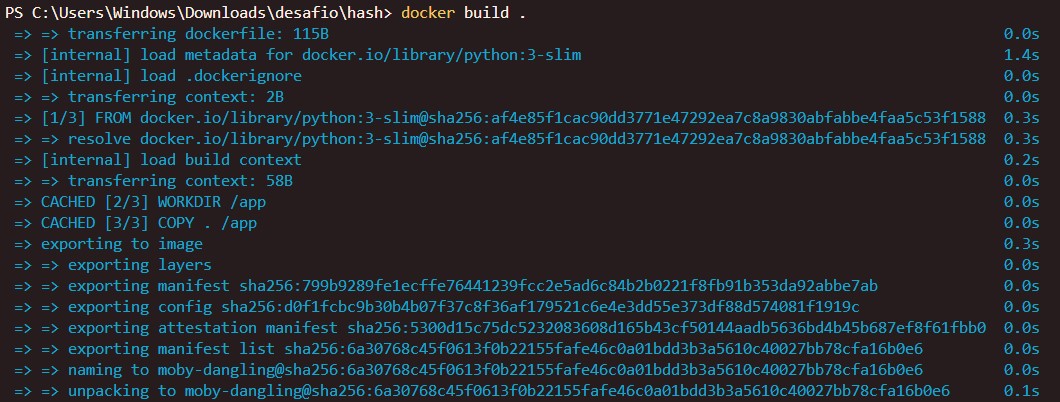 PS C:\Users\Windows\Downloads\desafio\hash> docker build .
=> => transferring dockerfile: 115B 0.0s
=> [internal] load metadata for docker.io/library/python:3-slim 1.4s
=> [internal] load .dockerignore 0.0s
=> => transferring context: 2B 0.0s
=> [1/3] FROM docker.io/library/python:3-slim@sha256:af4e85f1cac90dd3771e47292ea7c8a9830abfabbe4faa5c53f1588 0.3s
=> => resolve docker.io/library/python:3-slim@sha256:af4e85f1cac90dd3771e47292ea7c8a9830abfabbe4faa5c53f1588 0.3s
=> [internal] load build context 0.2s
=> => transferring context: 58B 0.0s
=> CACHED [2/3] WORKDIR /app 0.0s
=> CACHED [3/3] COPY . /app 0.0s
=> exporting to image 0.3s
=> => exporting layers 0.0s
=> => exporting manifest sha256:799b9289fe1ecffe76441239fcc2e5ad6c84b2b0221f8fb91b353da92abbe7ab 0.0s
=> => exporting config sha256:d0f1fcbc9b30b4b07f37c8f36af179521c6e4e3dd55e373df88d574081f1919c 0.0s
=> => exporting attestation manifest sha256:5300d15c75dc5232083608d165b43cf50144aadb5636bd4b45b687ef8f61fbb0 0.0s
=> => exporting manifest list sha256:6a30768c45f0613f0b22155fafe46c0a01bdd3b3a5610c40027bb78cfa16b0e6 0.0s
=> => naming to moby-dangling@sha256:6a30768c45f0613f0b22155fafe46c0a01bdd3b3a5610c40027bb78cfa16b0e6 0.0s
=> => unpacking to moby-dangling@sha256:6a30768c45f0613f0b22155fafe46c0a01bdd3b3a5610c40027bb78cfa16b0e6 0.1s